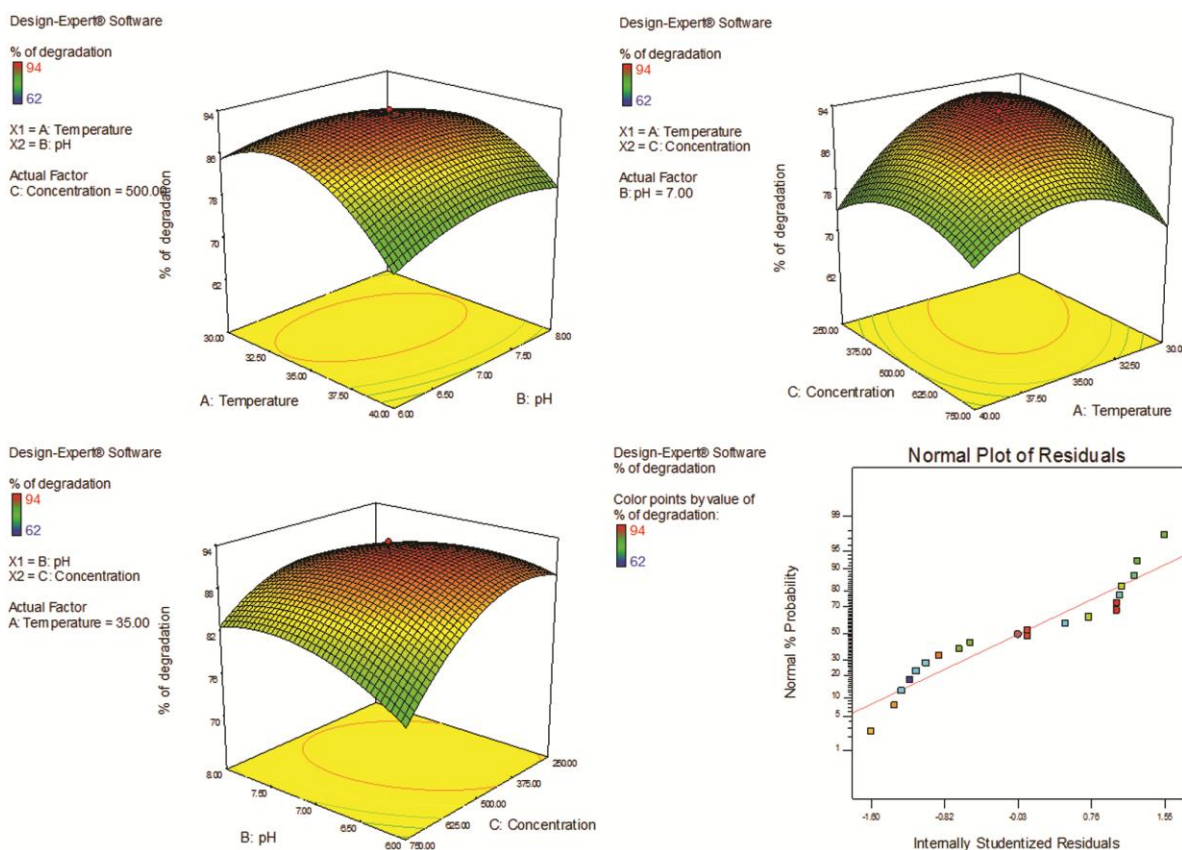 Design-Expert® Software
% of degradation
94
62
X1 = A: Temperature
X2 = B: pH
Actual Factor
C: Concentration = 500.00
94
86
78
70
62
% of degradation
30.00
32.50
35.00
37.50
40.00
A: Temperature
6.00
6.50
7.00
7.50
8.00
B: pH
Design-Expert® Software
% of degradation
94
62
X1 = A: Temperature
X2 = C: Concentration
Actual Factor
B: pH = 7.00
94
86
78
70
62
% of degradation
250.00
375.00
500.00
625.00
750.00
C: Concentration
40.00
37.50
35.00
32.50
30.00
A: Temperature
Design-Expert® Software
% of degradation
94
62
X1 = B: pH
X2 = C: Concentration
Actual Factor
A: Temperature = 35.00
94
88
82
70
% of degradation
8.00
7.50
7.00
6.50
6.00
B: pH
750.00
625.00
500.00
375.00
250.00
C: Concentration
Design-Expert® Software
% of degradation
Color points by value of
% of degradation:
94
62
Normal Plot of Residuals
99
95
90
80
70
50
30
20
10
5
1
Normal % Probability
-1.60
-0.82
-0.03
0.76
1.55
Internally Studentized Residuals